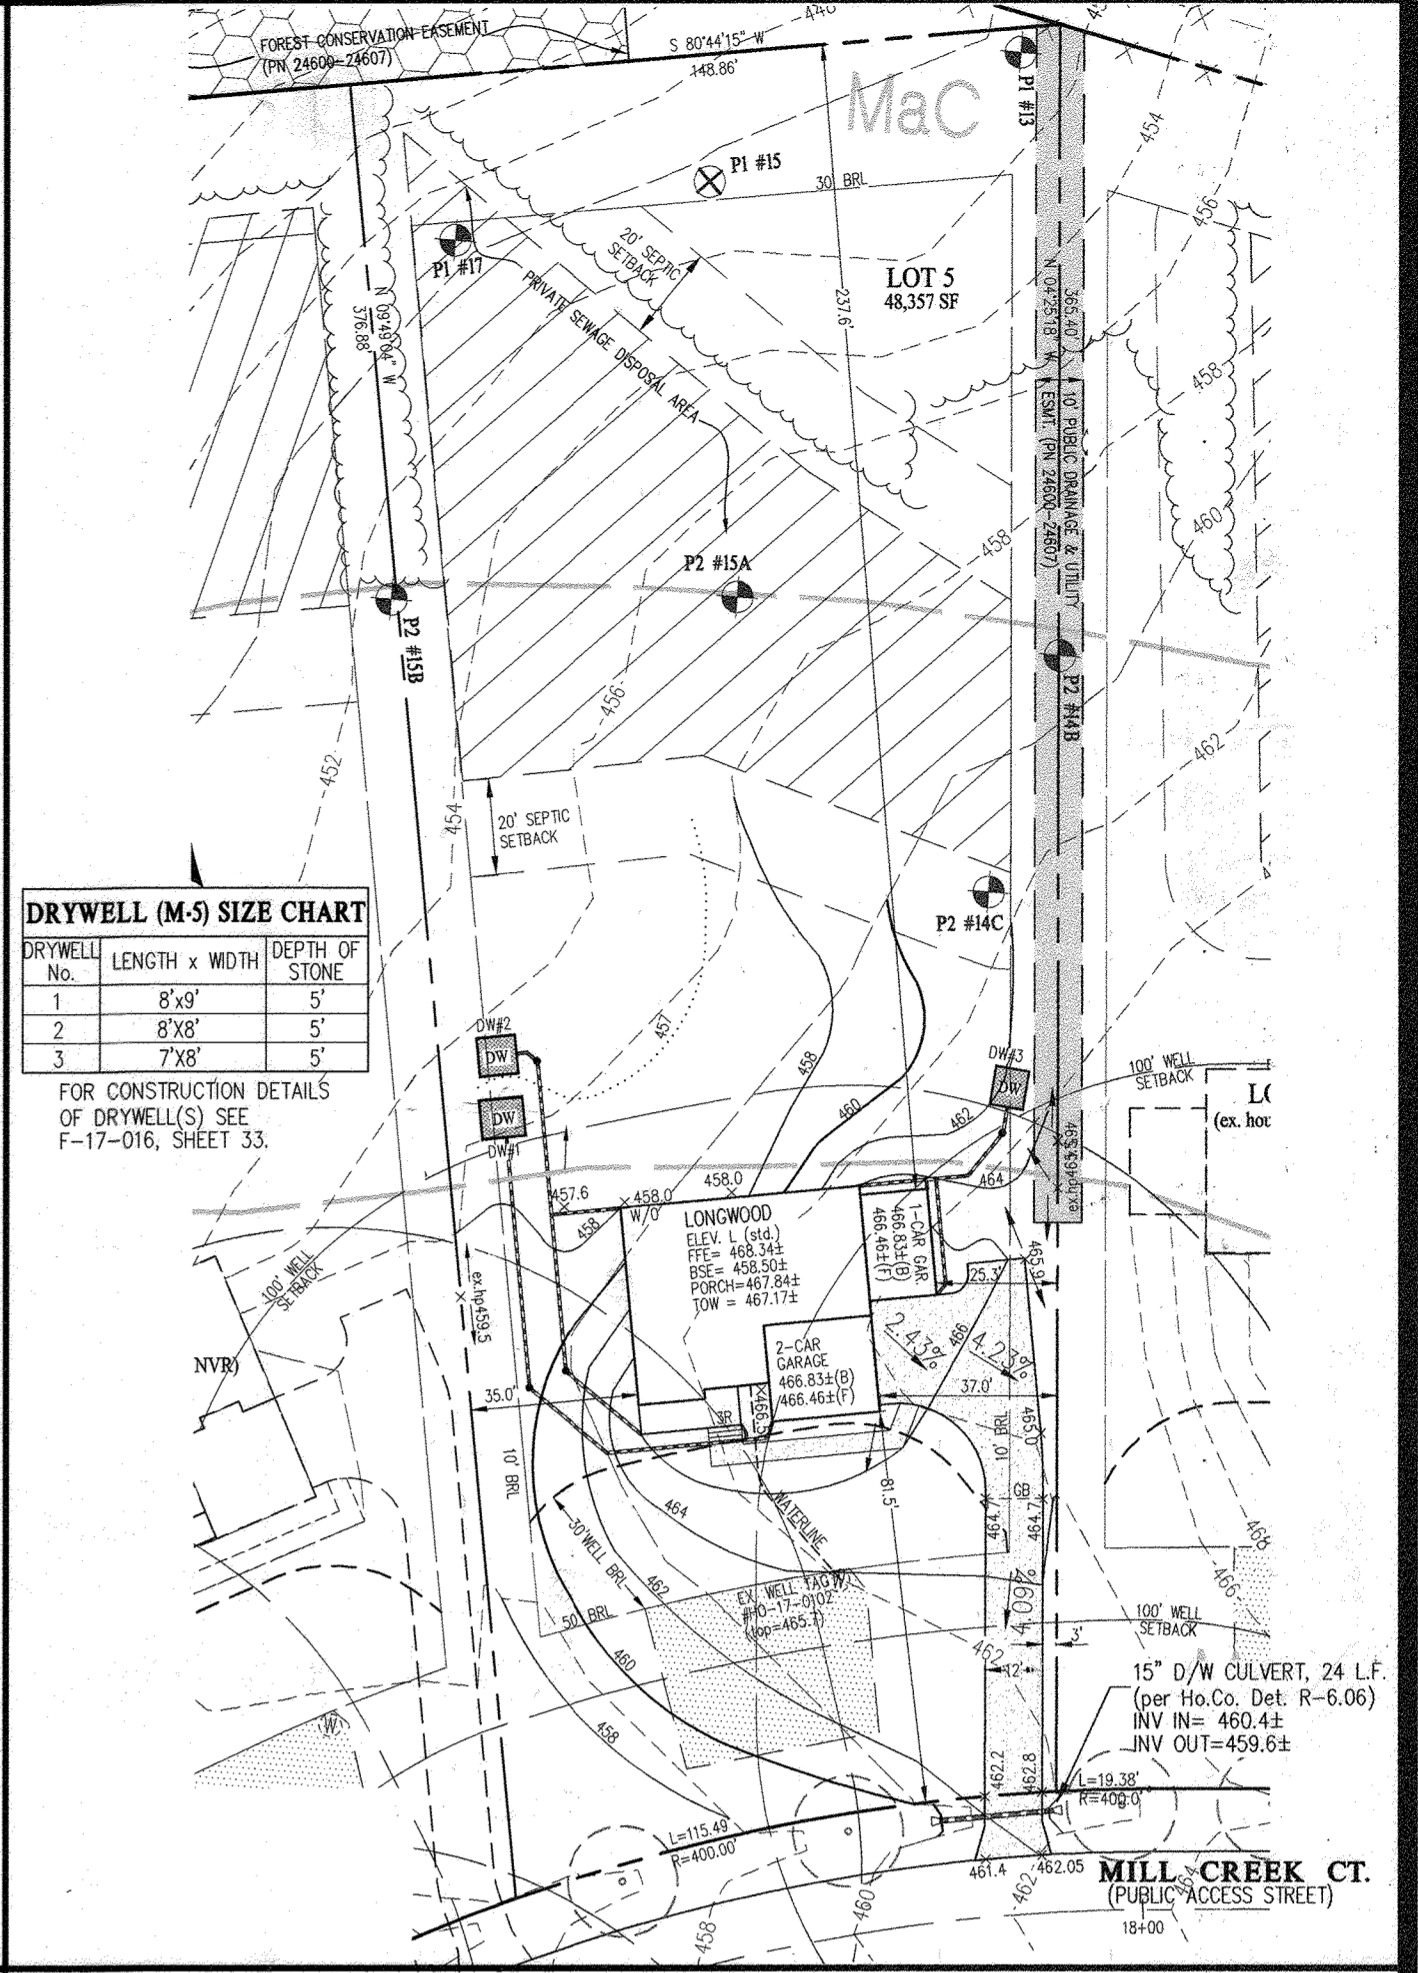 FOREST CONSERVATION EASEMENT
(PN 24600-24607)
S 80°44'15" W
148.86'
MaC
P1 #13
454
P1 #15
30' BRL
456
20' SEPTIC
SETBACK
P1 #17
LOT 5
48,357 SF
PRIVATE SEWAGE DISPOSAL AREA
237.6'
N 09°49'04" W
376.88'
365.40'
N 04°25'18" W
458
10' PUBLIC DRAINAGE & UTILITY
ESMT. (PN 24600-24607)
460
458
P2 #15A
P2 #15B
P2 #14B
456
462
452
454
20' SEPTIC
SETBACK
P2 #14C
DRYWELL (M-5) SIZE CHART
DRYWELL
No.
LENGTH x WIDTH
DEPTH OF
STONE
1 8'x9' 5'
2 8'X8' 5'
3 7'X8' 5'
FOR CONSTRUCTION DETAILS
OF DRYWELL(S) SEE
F-17-016, SHEET 33.
DW#2
DW
DW
DW#1
457
458
460
462
464
DW#3
DW
100' WELL
SETBACK
(ex. hou
457.6
458.0
458.0
W/O
458
LONGWOOD
ELEV. L (std.)
FFE= 468.34±
BSE= 458.50±
PORCH=467.84±
TOW = 467.17±
1-CAR GAR.
466.83±(B)
466.46±(F)
2-CAR
GARAGE
466.83±(B)
466.46±(F)
465.9
25.3'
100' WELL
SETBACK
ex.hp459.5
NVR)
2.43%
466
4.23%
35.0'
37.0'
3R
465.0
10' BRL
10' BRL
GB
464.7
464.7
81.5'
WATERLINE
464
30' WELL BRL
462
EX. WELL TAG
#HO-17-0102
(top=465.7)
50' BRL
460
458
4.09%
468
466
462
100' WELL
SETBACK
3'
12'
W
15" D/W CULVERT, 24 L.F.
(per Ho.Co. Det. R-6.06)
INV IN= 460.4±
INV OUT=459.6±
462.2
462.8
L=19.38'
R=400.0'
L=115.49'
R=400.00'
461.4
462.05
MILL CREEK CT.
(PUBLIC ACCESS STREET)
18+00
458
460
462
464